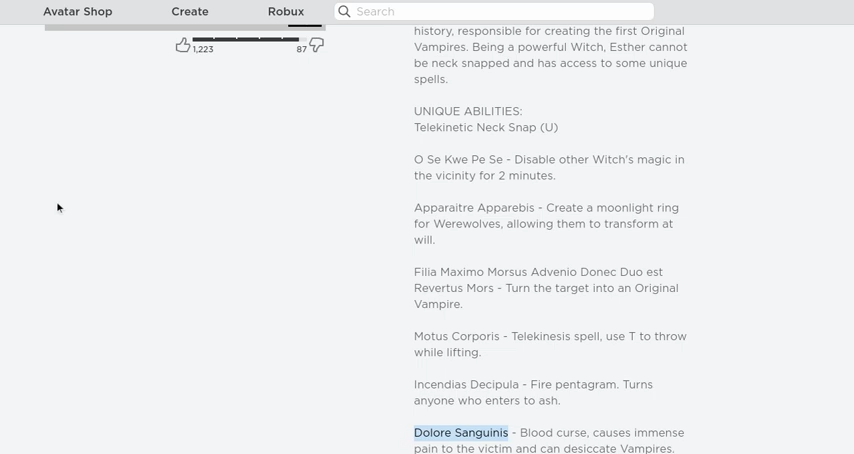 Avatar Shop Create Robux Search
history, responsible for creating the first Original
Vampires. Being a powerful Witch, Esther cannot
be neck snapped and has access to some unique
spells.
1,223 87
UNIQUE ABILITIES:
Telekinetic Neck Snap (U)
O Se Kwe Pe Se - Disable other Witch's magic in
the vicinity for 2 minutes.
Apparaitre Apparebis - Create a moonlight ring
for Werewolves, allowing them to transform at
will.
Filia Maximo Morsus Advenio Donec Duo est
Revertus Mors - Turn the target into an Original
Vampire.
Motus Corporis - Telekinesis spell, use T to throw
while lifting.
Incendias Decipula - Fire pentagram. Turns
anyone who enters to ash.
Dolore Sanguinis - Blood curse, causes immense
pain to the victim and can desiccate Vampires.